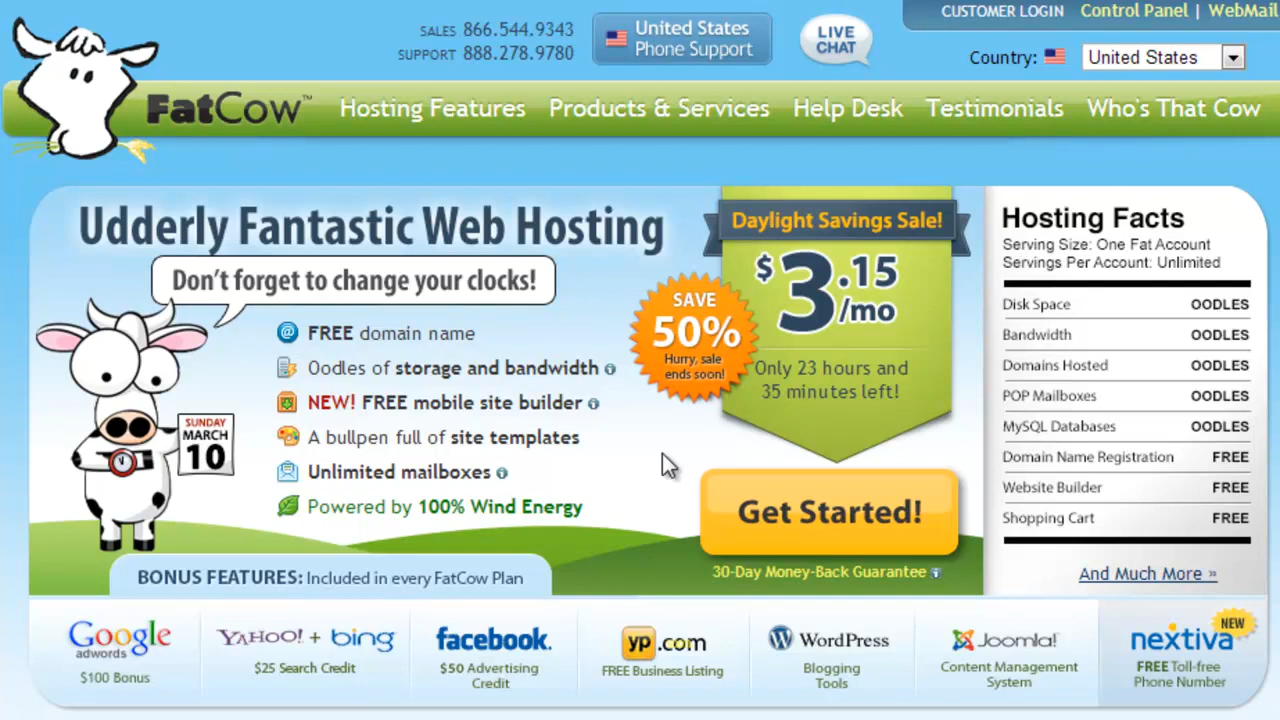 SALES 866.544.9343
SUPPORT 888.278.9780
United States
Phone Support
LIVE
CHAT
CUSTOMER LOGIN Control Panel | WebMail
Country: United States
FatCow™
Hosting Features
Products & Services
Help Desk
Testimonials
Who's That Cow
Udderly Fantastic Web Hosting
Don't forget to change your clocks!
SUNDAY
MARCH
10
@ FREE domain name
Oodles of storage and bandwidth
NEW! FREE mobile site builder
A bullpen full of site templates
Unlimited mailboxes
Powered by 100% Wind Energy
SAVE
50%
Hurry, sale
ends soon!
Daylight Savings Sale!
$3.15
/mo
Only 23 hours and
35 minutes left!
Get Started!
30-Day Money-Back Guarantee
Hosting Facts
Serving Size: One Fat Account
Servings Per Account: Unlimited
Disk Space OODLES
Bandwidth OODLES
Domains Hosted OODLES
POP Mailboxes OODLES
MySQL Databases OODLES
Domain Name Registration FREE
Website Builder FREE
Shopping Cart FREE
And Much More »
BONUS FEATURES: Included in every FatCow Plan
Google
adwords
$100 Bonus
YAHOO! + bing
$25 Search Credit
facebook.
$50 Advertising
Credit
yp.com
FREE Business Listing
WordPress
Blogging
Tools
Joomla!
Content Management
System
NEW
nextiva
FREE Toll-free
Phone Number